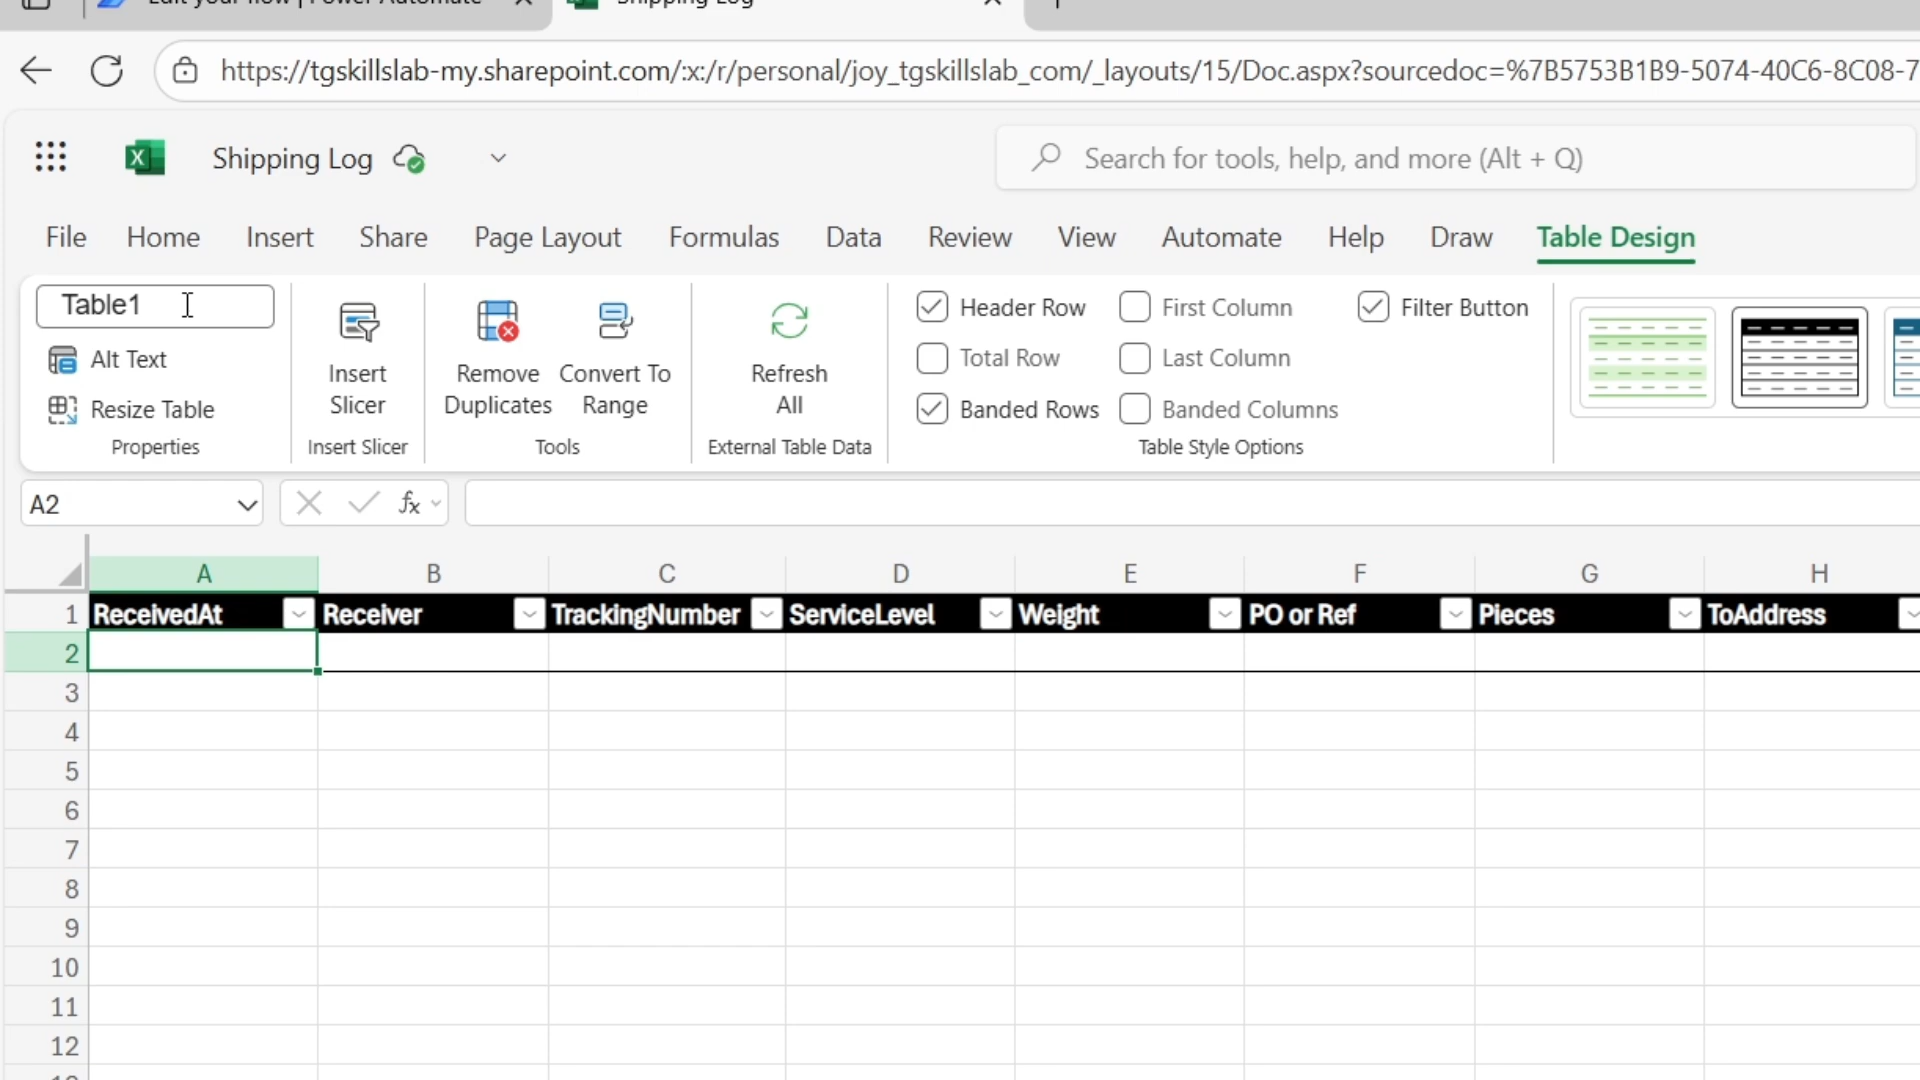 Edit your flow | Power Automate
Shipping Log
https://tgskillslab-my.sharepoint.com/:x:/r/personal/joy_tgskillslab_com/_layouts/15/Doc.aspx?sourcedoc=%7B5753B1B9-5074-40C6-8C08-7
Shipping Log
Search for tools, help, and more (Alt + Q)
File Home Insert Share Page Layout Formulas Data Review View Automate Help Draw Table Design
Table1
Alt Text
Resize Table
Properties
Insert
Slicer
Insert Slicer
Remove
Duplicates
Convert To
Range
Tools
Refresh
All
External Table Data
Header Row First Column Filter Button
Total Row Last Column
Banded Rows Banded Columns
Table Style Options
A2
fx
A B C D E F G H
1 ReceivedAt Receiver TrackingNumber ServiceLevel Weight PO or Ref Pieces ToAddress
2
3
4
5
6
7
8
9
10
11
12